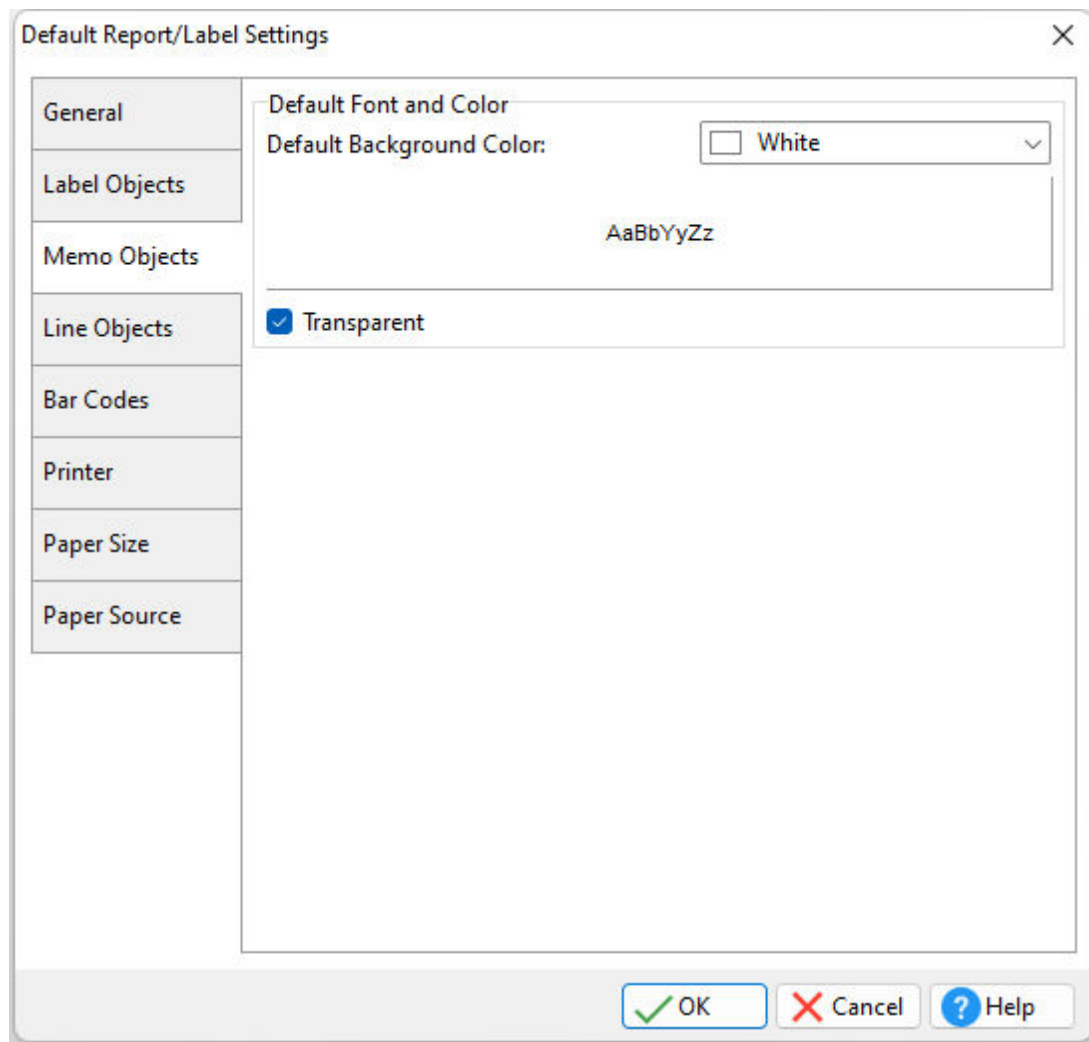 Default Report/Label Settings
General
Label Objects
Memo Objects
Line Objects
Bar Codes
Printer
Paper Size
Paper Source
Default Font and Color
Default Background Color:
White
AaBbYyZz
Transparent
OK
Cancel
? Help